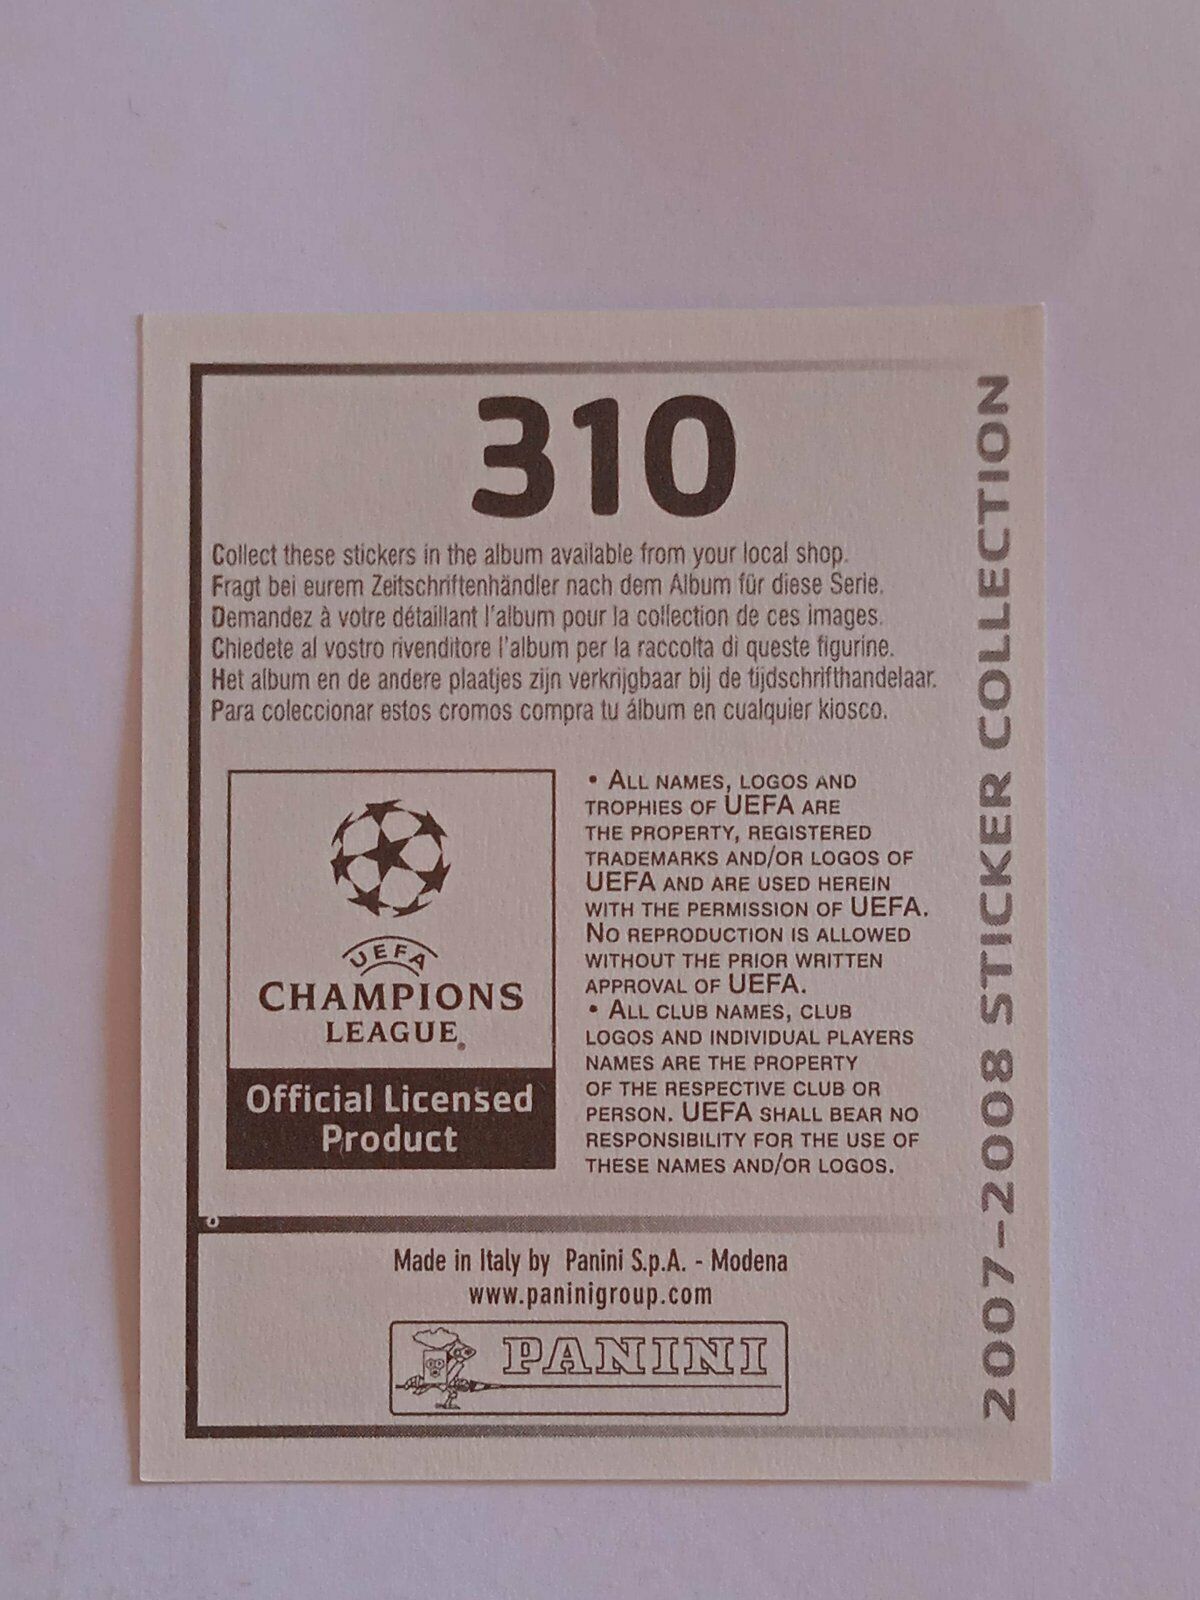 310
Collect these stickers in the album available from your local shop.
Fragt bei eurem Zeitschriftenhändler nach dem Album für diese Serie.
Demandez à votre détaillant l'album pour la collection de ces images.
Chiedete al vostro rivenditore l'album per la raccolta di queste figurine.
Het album en de andere plaatjes zijn verkrijgbaar bij de tijdschrifthandelaar.
Para coleccionar estos cromos compra tu álbum en cualquier kiosco.
UEFA
CHAMPIONS
LEAGUE®
Official Licensed
Product
• ALL NAMES, LOGOS AND
TROPHIES OF UEFA ARE
THE PROPERTY, REGISTERED
TRADEMARKS AND/OR LOGOS OF
UEFA AND ARE USED HEREIN
WITH THE PERMISSION OF UEFA.
NO REPRODUCTION IS ALLOWED
WITHOUT THE PRIOR WRITTEN
APPROVAL OF UEFA.
• ALL CLUB NAMES, CLUB
LOGOS AND INDIVIDUAL PLAYERS
NAMES ARE THE PROPERTY
OF THE RESPECTIVE CLUB OR
PERSON. UEFA SHALL BEAR NO
RESPONSIBILITY FOR THE USE OF
THESE NAMES AND/OR LOGOS.
Made in Italy by Panini S.p.A. - Modena
www.paninigroup.com
PANINI
2007-2008 STICKER COLLECTION